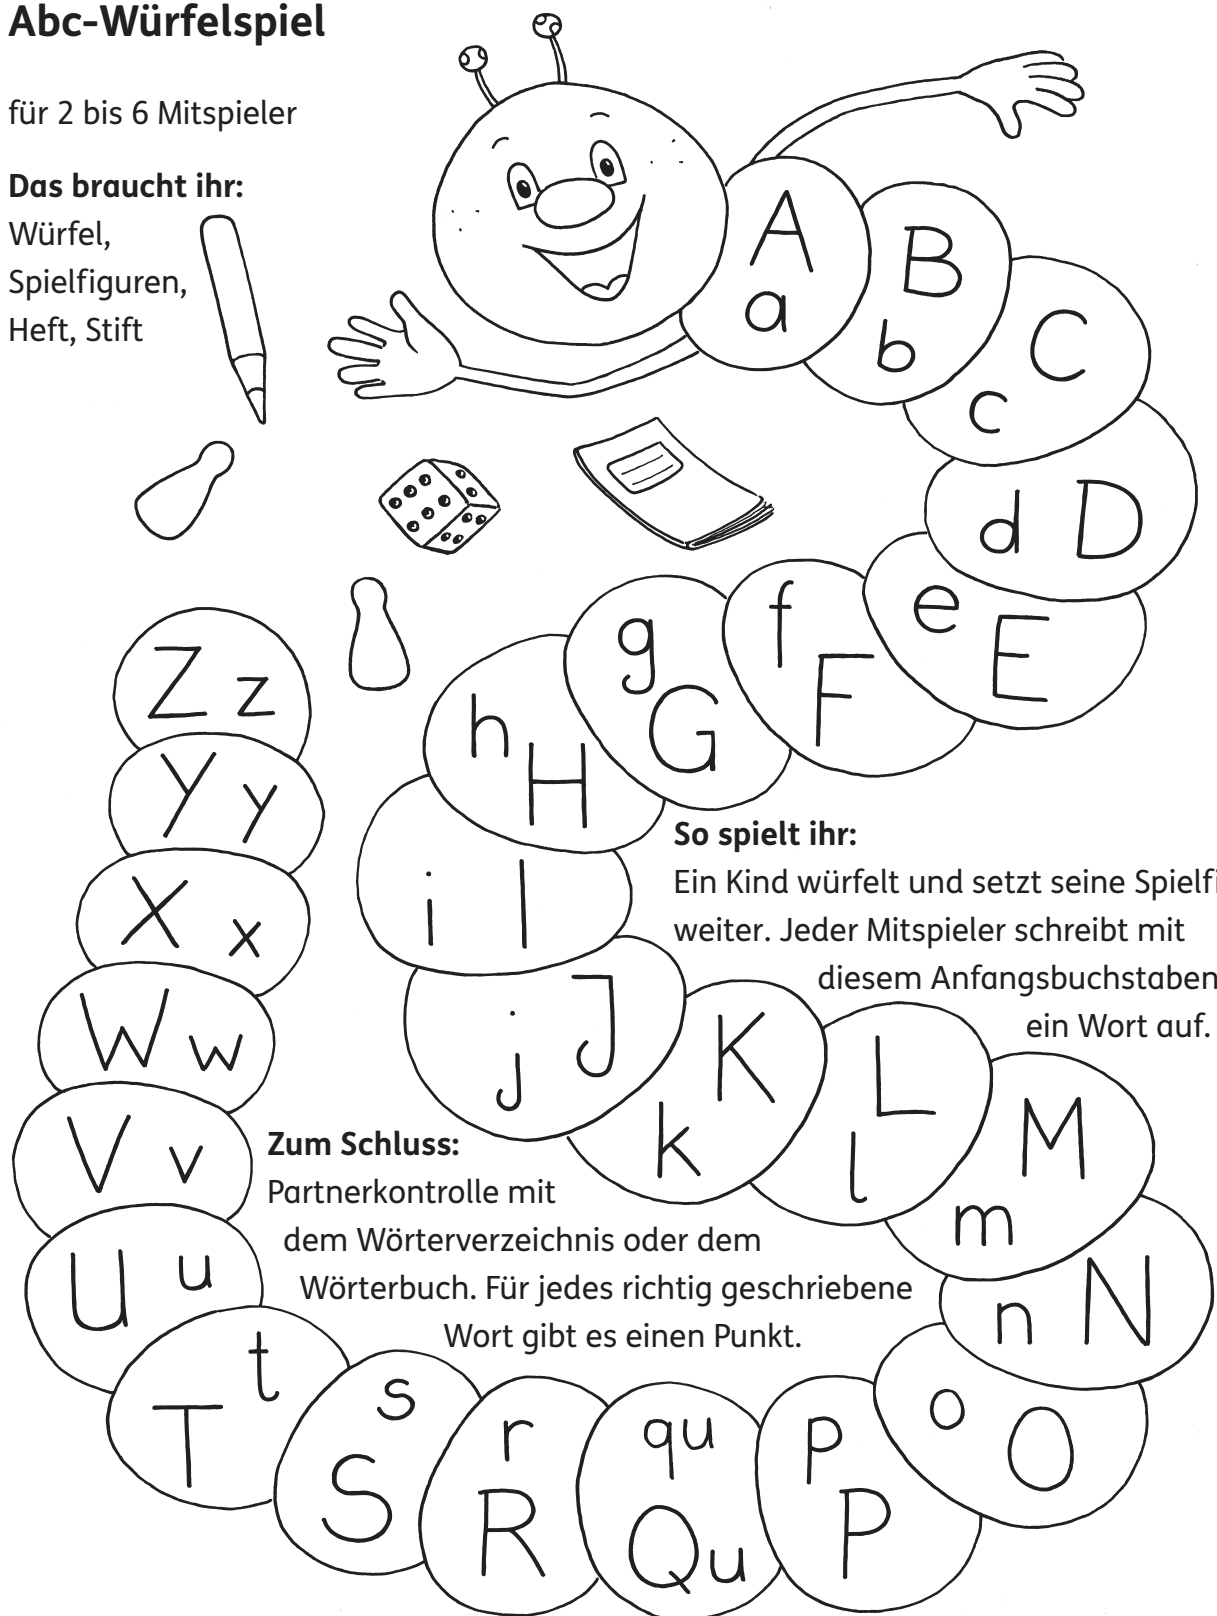 Abc-Würfelspiel
für 2 bis 6 Mitspieler
Das braucht ihr:
Würfel,
Spielfiguren,
Heft, Stift
A a
B b
C c
d D
e E
f F
g G
h H
i I
j J
K k
L l
M m
n N
o O
p P
qu Qu
r R
s S
t T
U u
V v
W w
X x
Y y
Z z
So spielt ihr:
Ein Kind würfelt und setzt seine Spielfi
weiter. Jeder Mitspieler schreibt mit
diesem Anfangsbuchstaben
ein Wort auf.
Zum Schluss:
Partnerkontrolle mit
dem Wörterverzeichnis oder dem
Wörterbuch. Für jedes richtig geschriebene
Wort gibt es einen Punkt.